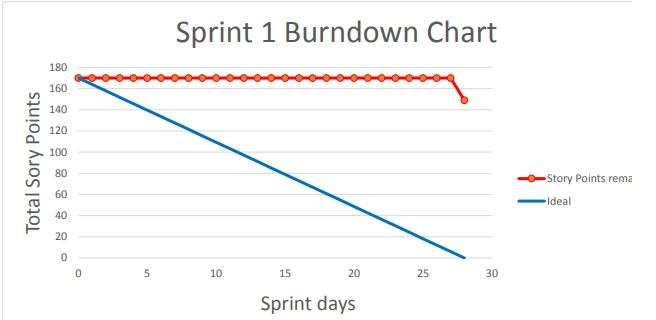 Sprint 1 Burndown Chart
Total Sory Points
180
160
140
120
100
80
60
40
20
0
0 5 10 15 20 25 30
Sprint days
Story Points rema
Ideal